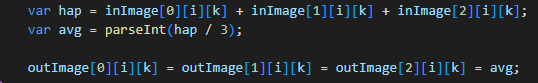 var hap = inImage[0][i][k] + inImage[1][i][k] + inImage[2][i][k];
var avg = parseInt(hap / 3);
outImage[0][i][k] = outImage[1][i][k] = outImage[2][i][k] = avg;